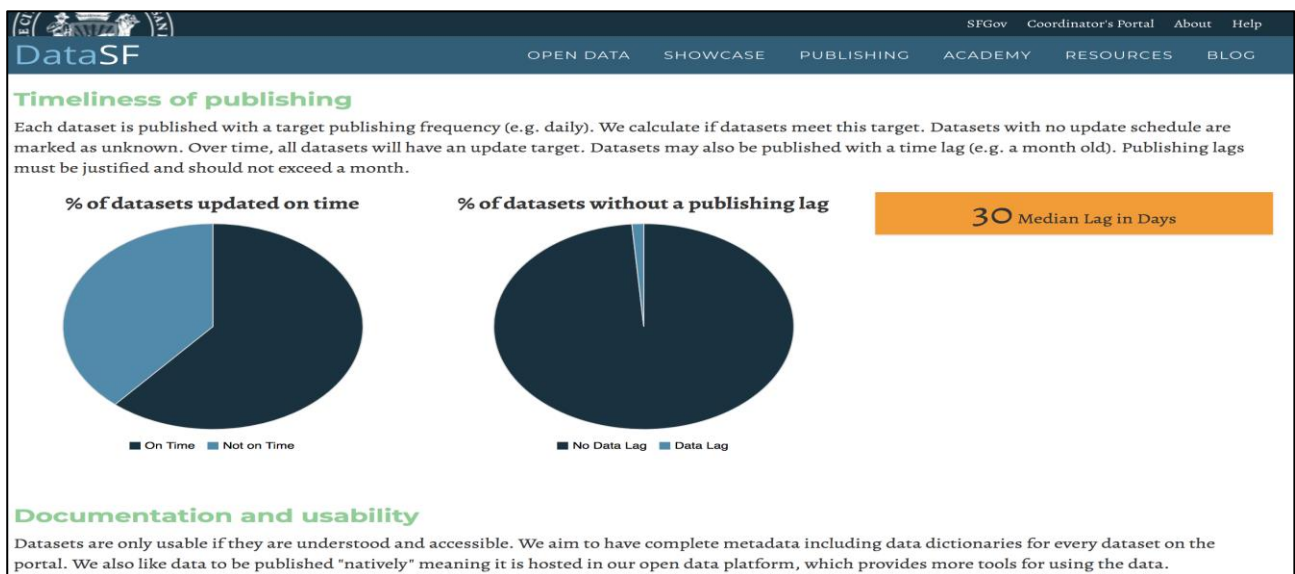 SFGov Coordinator's Portal About Help
DataSF OPEN DATA SHOWCASE PUBLISHING ACADEMY RESOURCES BLOG
Timeliness of publishing
Each dataset is published with a target publishing frequency (e.g. daily). We calculate if datasets meet this target. Datasets with no update schedule are
marked as unknown. Over time, all datasets will have an update target. Datasets may also be published with a time lag (e.g. a month old). Publishing lags
must be justified and should not exceed a month.
% of datasets updated on time
% of datasets without a publishing lag
30 Median Lag in Days
On Time Not on Time
No Data Lag Data Lag
Documentation and usability
Datasets are only usable if they are understood and accessible. We aim to have complete metadata including data dictionaries for every dataset on the
portal. We also like data to be published "natively" meaning it is hosted in our open data platform, which provides more tools for using the data.